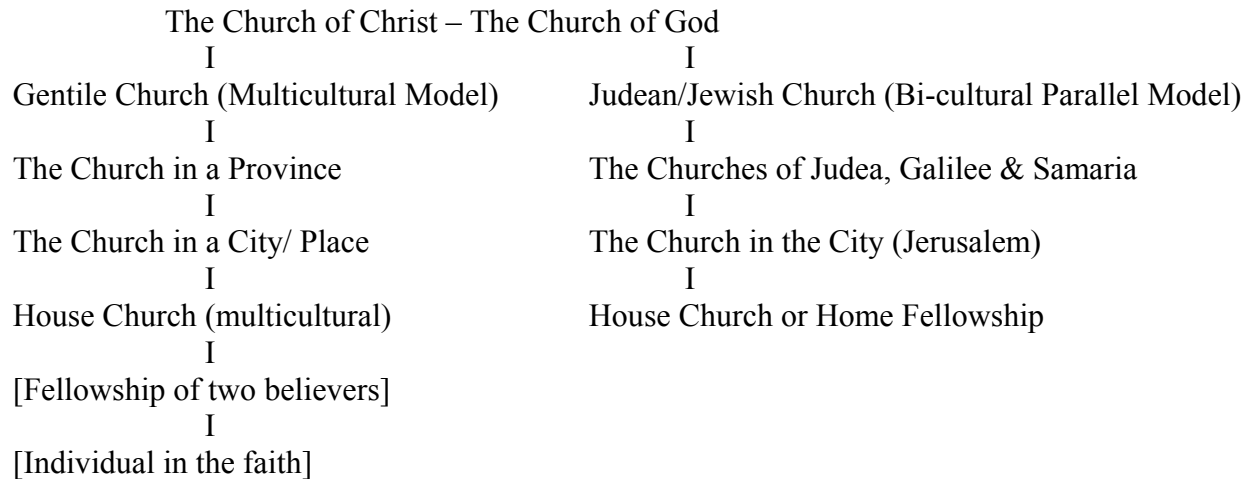 The Church of Christ – The Church of God
I I
Gentile Church (Multicultural Model) Judean/Jewish Church (Bi-cultural Parallel Model)
I I
The Church in a Province The Churches of Judea, Galilee & Samaria
I I
The Church in a City/ Place The Church in the City (Jerusalem)
I I
House Church (multicultural) House Church or Home Fellowship
I
[Fellowship of two believers]
I
[Individual in the faith]